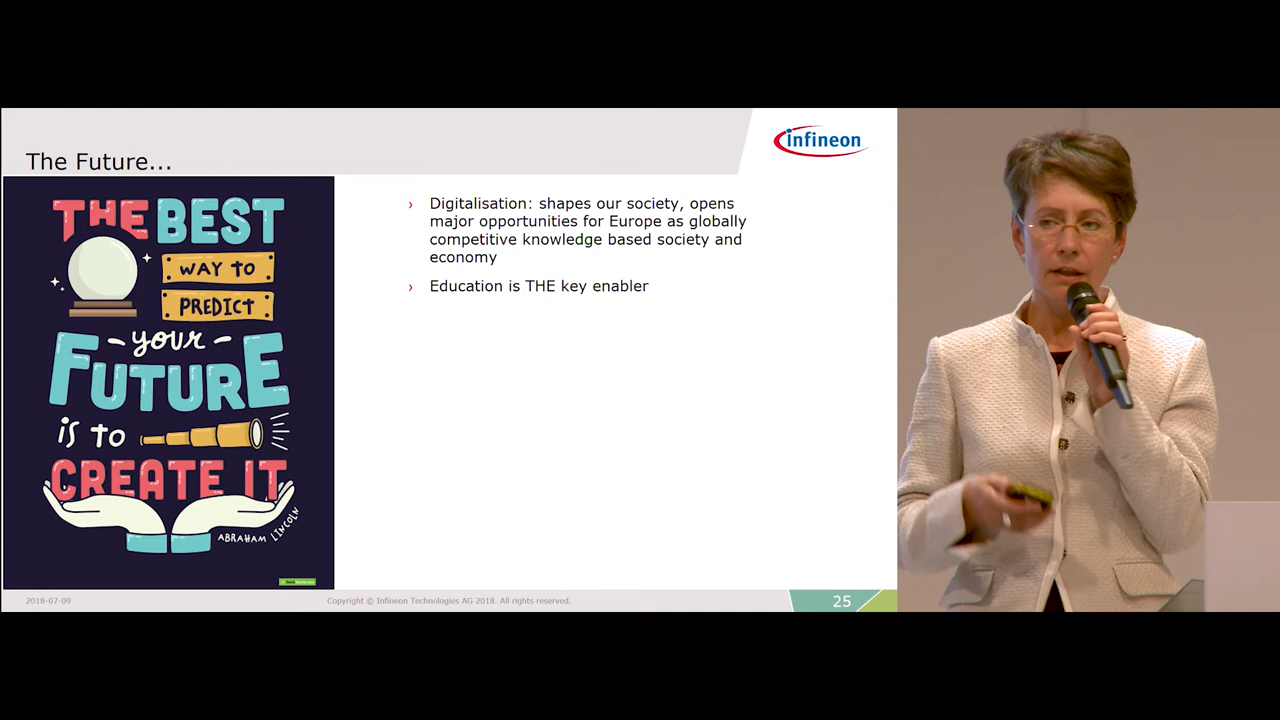 The Future...
infineon
THE BEST
WAY TO
PREDICT
your
FUTURE
is to
CREATE IT
ABRAHAM LINCOLN
› Digitalisation: shapes our society, opens
major opportunities for Europe as globally
competitive knowledge based society and
economy
› Education is THE key enabler
2018-07-09
Copyright © Infineon Technologies AG 2018. All rights reserved.
25